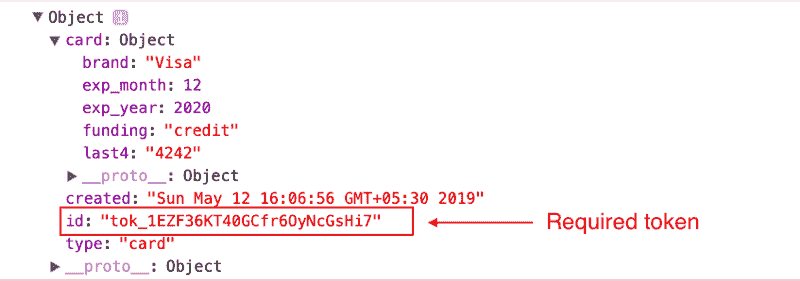 Object i
card: Object
brand: "Visa"
exp_month: 12
exp_year: 2020
funding: "credit"
last4: "4242"
__proto__: Object
created: "Sun May 12 16:06:56 GMT+05:30 2019"
id: "tok_1EZF36KT40GCfr6OyNcGsHi7"
Required token
type: "card"
__proto__: Object